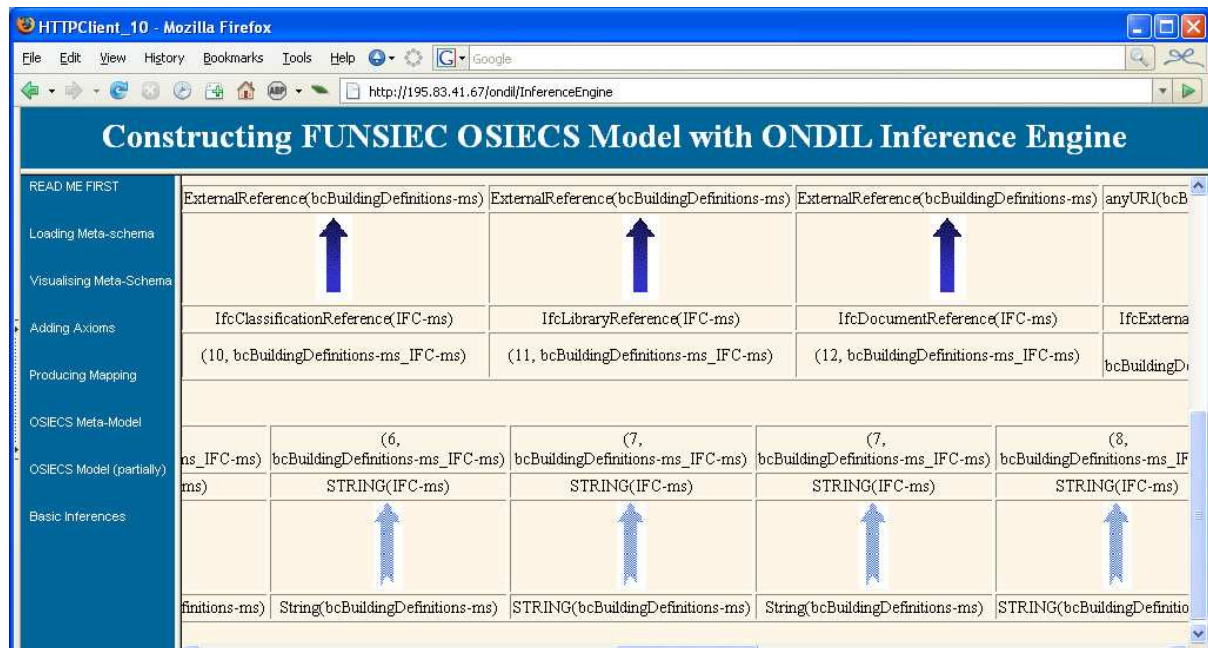 HTTPClient_10 - Mozilla Firefox
File Edit View History Bookmarks Tools Help G Google
ABP http://195.83.41.67/ondil/InferenceEngine
Constructing FUNSIEC OSIECS Model with ONDIL Inference Engine
READ ME FIRST
Loading Meta-schema
Visualising Meta-Schema
Adding Axioms
Producing Mapping
OSIECS Meta-Model
OSIECS Model (partially)
Basic Inferences
ExternalReference(bcBuildingDefinitions-ms) ExternalReference(bcBuildingDefinitions-ms) ExternalReference(bcBuildingDefinitions-ms) anyURI(bcB
IfcClassificationReference(IFC-ms) IfcLibraryReference(IFC-ms) IfcDocumentReference(IFC-ms) IfcExterna
(10, bcBuildingDefinitions-ms_IFC-ms) (11, bcBuildingDefinitions-ms_IFC-ms) (12, bcBuildingDefinitions-ms_IFC-ms) bcBuildingD
(6, (7, (7, (8,
ns_IFC-ms) bcBuildingDefinitions-ms_IFC-ms) bcBuildingDefinitions-ms_IFC-ms) bcBuildingDefinitions-ms_IFC-ms) bcBuildingDefinitions-ms_IF
ms) STRING(IFC-ms) STRING(IFC-ms) STRING(IFC-ms) STRING(IFC-ms)
finitions-ms) String(bcBuildingDefinitions-ms) STRING(bcBuildingDefinitions-ms) String(bcBuildingDefinitions-ms) STRING(bcBuildingDefinitio